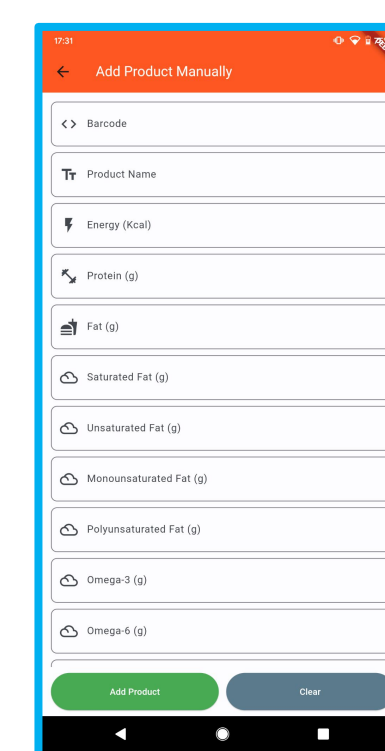 17:31
Add Product Manually
Barcode
Product Name
Energy (Kcal)
Protein (g)
Fat (g)
Saturated Fat (g)
Unsaturated Fat (g)
Monounsaturated Fat (g)
Polyunsaturated Fat (g)
Omega-3 (g)
Omega-6 (g)
Add Product
Clear